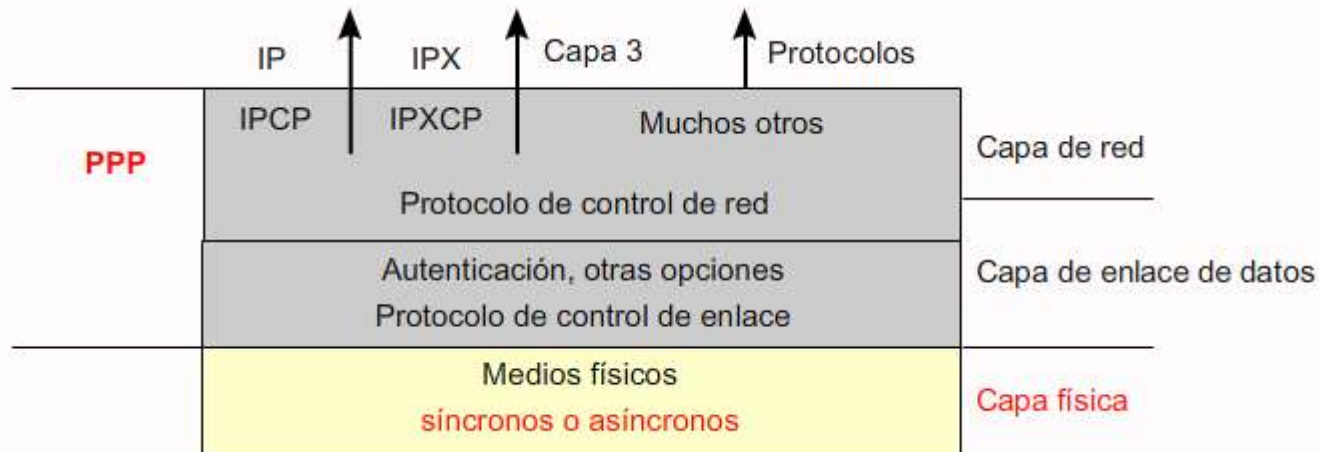 IP IPX Capa 3 Protocolos
IPCP IPXCP Muchos otros
PPP
Capa de red
Protocolo de control de red
Autenticación, otras opciones
Capa de enlace de datos
Protocolo de control de enlace
Medios físicos
síncronos o asíncronos
Capa física